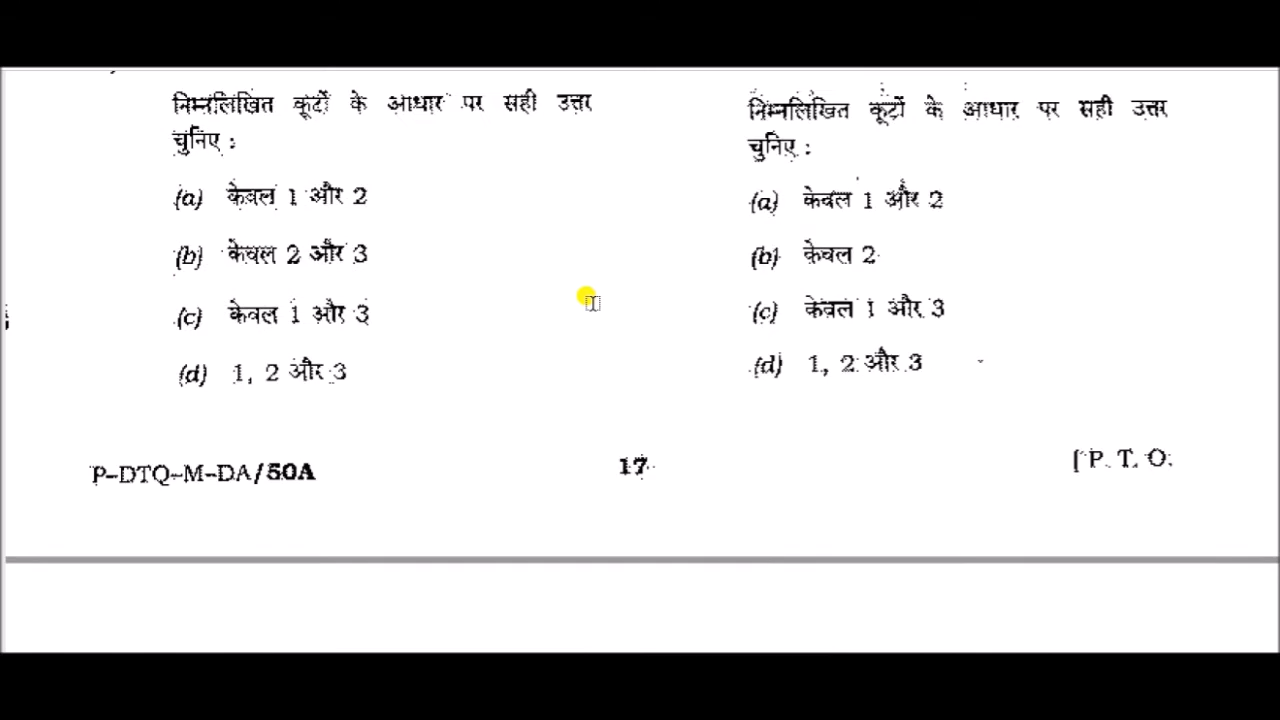 निम्नलिखित कूटों के आधार पर सही उत्तर
चुनिए :
(a) केवल 1 और 2
(b) केवल 2 और 3
(c) केवल 1 और 3
(d) 1, 2 और 3
निम्नलिखित कूटों के आधार पर सही उत्तर
चुनिए :
(a) केवल 1 और 2
(b) केवल 2
(c) केवल 1 और 3
(d) 1, 2 और 3
P–DTQ–M–DA/50A 17 [ P. T. O.